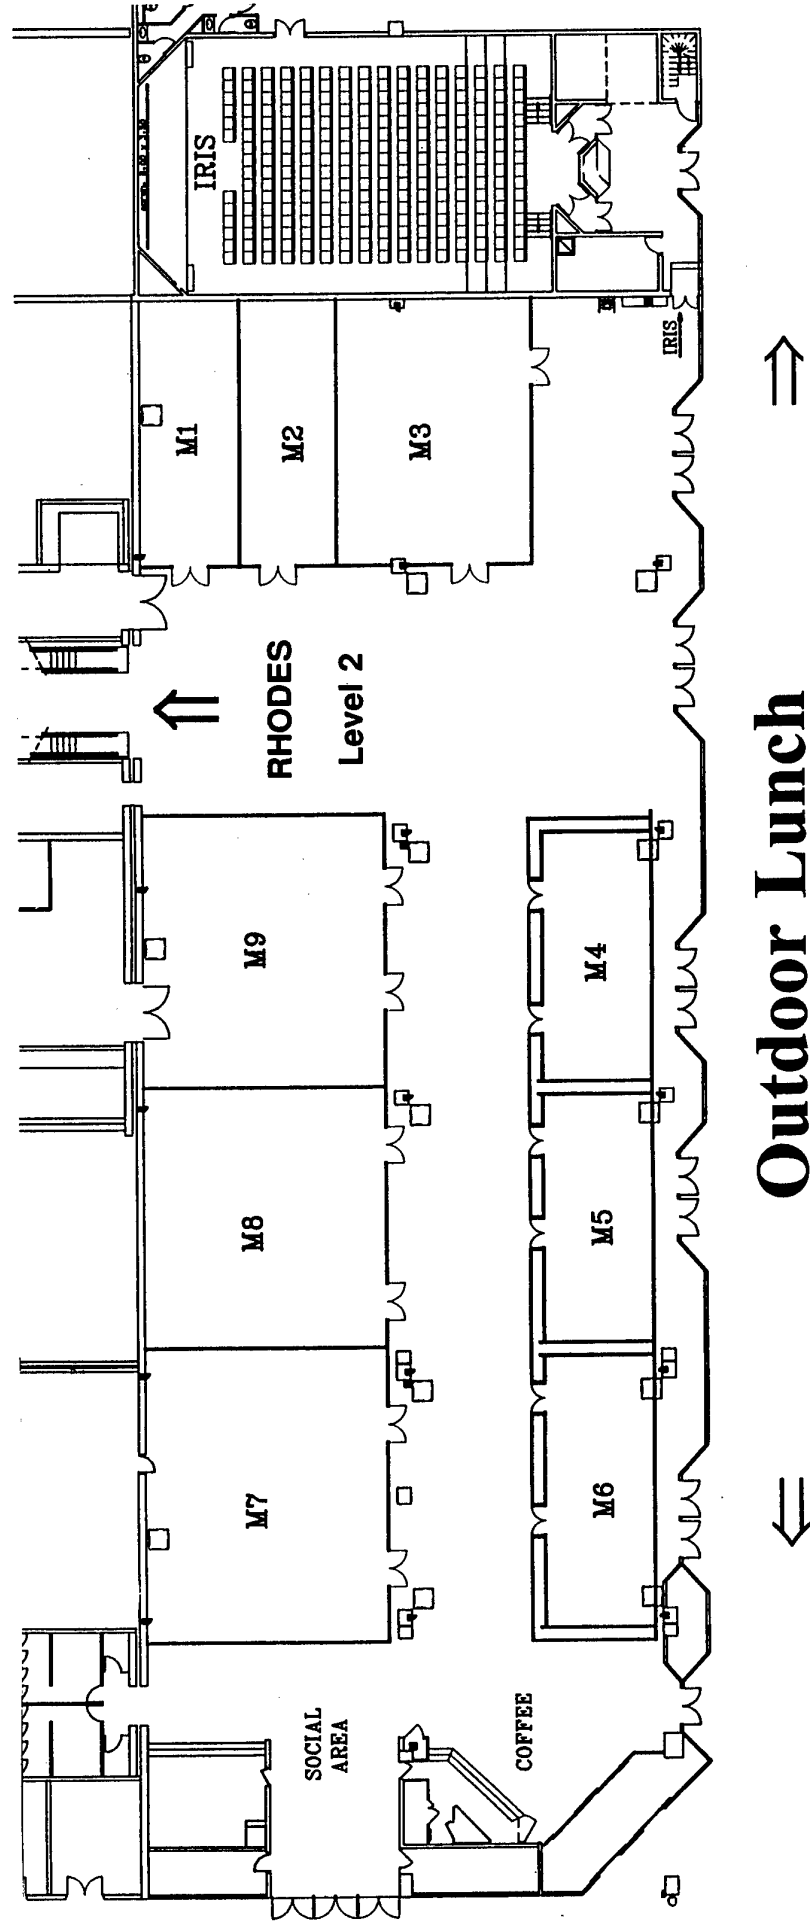 IRIS
M1
M2
M3
IRIS
RHODES
Level 2
M9
M8
M7
M4
M5
M6
SOCIAL
AREA
COFFEE
Outdoor Lunch